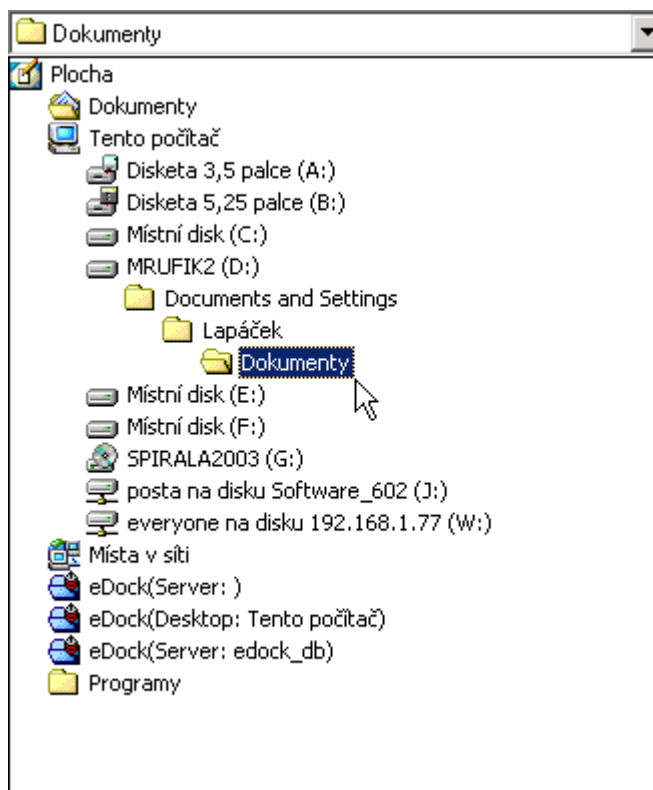 Dokumenty
Plocha
Dokumenty
Tento počítač
Disketa 3,5 palce (A:)
Disketa 5,25 palce (B:)
Místní disk (C:)
MRUFIK2 (D:)
Documents and Settings
Lapáček
Dokumenty
Místní disk (E:)
Místní disk (F:)
SPIRALA2003 (G:)
posta na disku Software_602 (J:)
everyone na disku 192.168.1.77 (W:)
Místa v síti
eDock(Server: )
eDock(Desktop: Tento počítač)
eDock(Server: edock_db)
Programy